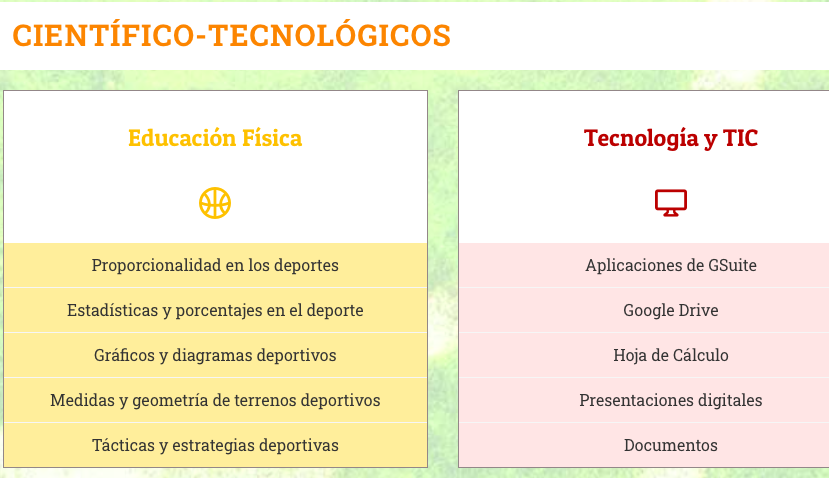 CIENTÍFICO-TECNOLÓGICOS
Educación Física
Proporcionalidad en los deportes
Estadísticas y porcentajes en el deporte
Gráficos y diagramas deportivos
Medidas y geometría de terrenos deportivos
Tácticas y estrategias deportivas
Tecnología y TIC
Aplicaciones de GSuite
Google Drive
Hoja de Cálculo
Presentaciones digitales
Documentos